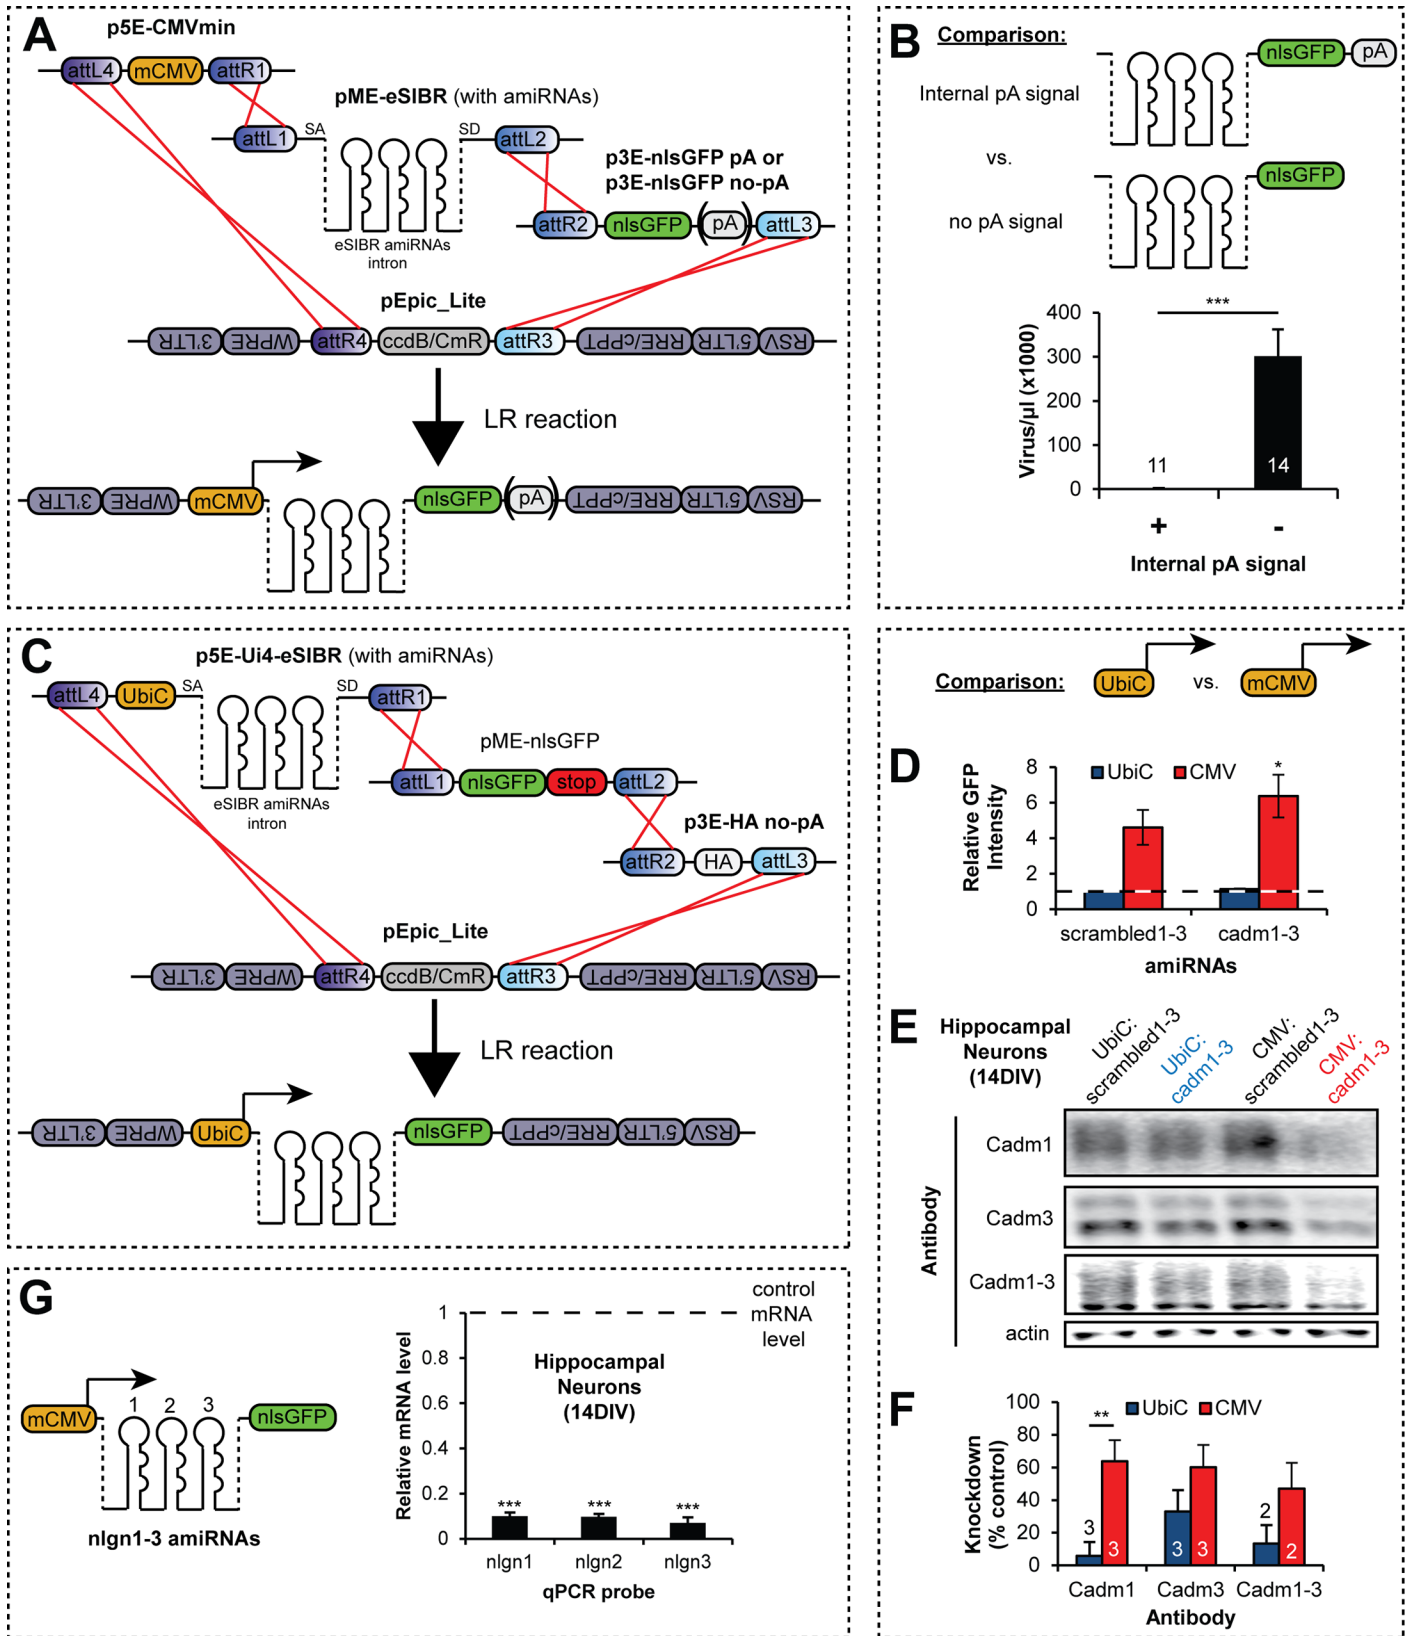 A
p5E-CMVmin
attL4 mCMV attR1
pME-eSIBR (with amiRNAs)
attL1 SA SD attL2
eSIBR amiRNAs
intron
p3E-nlsGFP pA or
p3E-nlsGFP no-pA
attR2 nlsGFP (pA) attL3
pEpic_Lite
3'LTR WPRE attR4 ccdB/CmR attR3 RRE/cPPT 5'LTR RSV
LR reaction
3'LTR WPRE mCMV nlsGFP (pA) RRE/cPPT 5'LTR RSV
B
Comparison:
nlsGFP pA
Internal pA signal
vs.
nlsGFP
no pA signal
Virus/µl (x1000)
400
300
200
100
0
***
11
14
+ -
Internal pA signal
C
p5E-Ui4-eSIBR (with amiRNAs)
attL4 UbiC SA SD attR1
eSIBR amiRNAs
intron
pME-nlsGFP
attL1 nlsGFP stop attL2
p3E-HA no-pA
attR2 HA attL3
pEpic_Lite
3'LTR WPRE attR4 ccdB/CmR attR3 RRE/cPPT 5'LTR RSV
LR reaction
3'LTR WPRE UbiC nlsGFP RRE/cPPT 5'LTR RSV
Comparison: UbiC vs. mCMV
D
Relative GFP
Intensity
8
6
4
2
0
UbiC CMV
*
scrambled1-3 cadm1-3
amiRNAs
E
Hippocampal
Neurons
(14DIV)
UbiC:
scrambled1-3
UbiC:
cadm1-3
CMV:
scrambled1-3
CMV:
cadm1-3
Antibody
Cadm1
Cadm3
Cadm1-3
actin
F
Knockdown
(% control)
100
80
60
40
20
0
UbiC CMV
**
3 3 3 3 2 2
Cadm1 Cadm3 Cadm1-3
Antibody
G
mCMV 1 2 3 nlsGFP
nlgn1-3 amiRNAs
Relative mRNA level
1
0.8
0.6
0.4
0.2
0
control
mRNA
level
Hippocampal
Neurons
(14DIV)
*** *** ***
nlgn1 nlgn2 nlgn3
qPCR probe